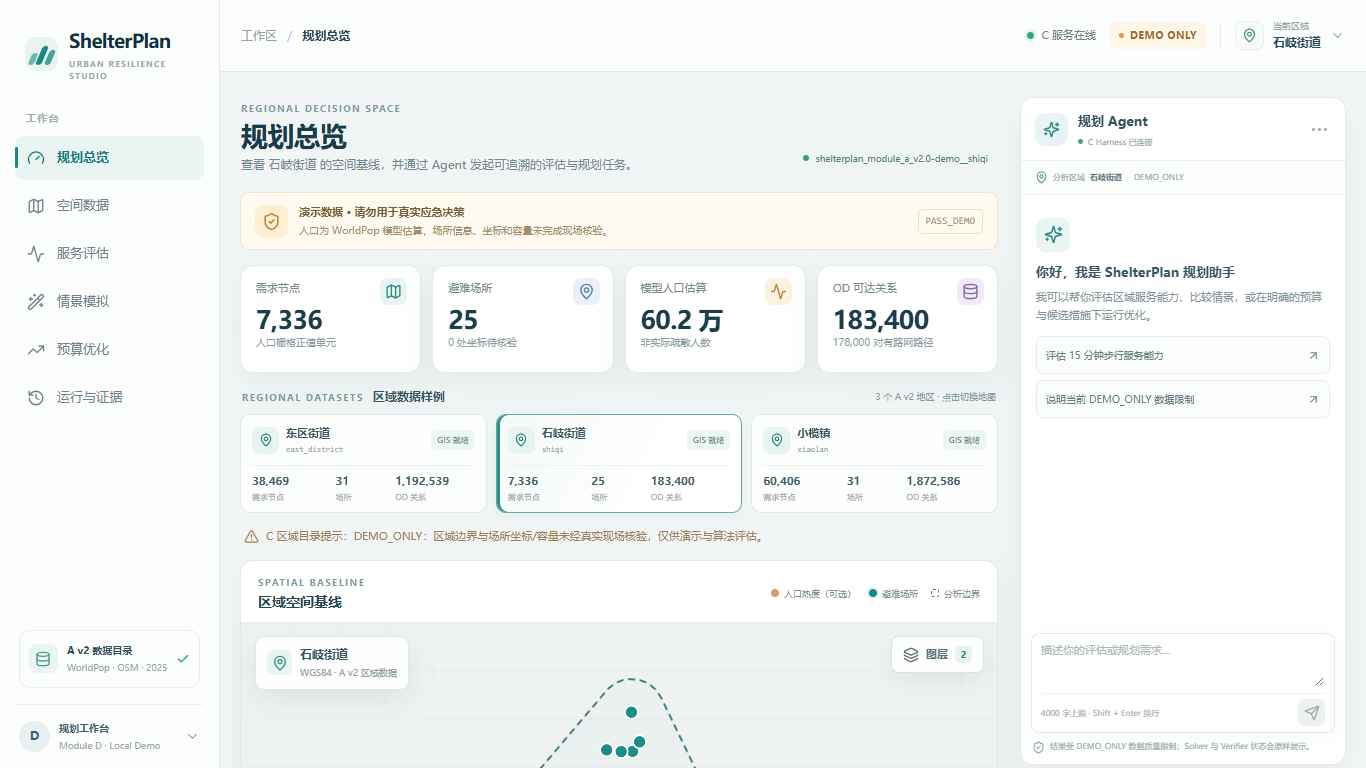 ShelterPlan
URBAN RESILIENCE
STUDIO
工作台
规划总览
空间数据
服务评估
情景模拟
预算优化
运行与证据
A v2 数据目录
WorldPop · OSM · 2025
D
规划工作台
Module D · Local Demo
工作区 / 规划总览
C 服务在线
DEMO ONLY
当前区域
石岐街道
REGIONAL DECISION SPACE
规划总览
查看 石岐街道 的空间基线，并通过 Agent 发起可追溯的评估与规划任务。
shelterplan_module_a_v2.0-demo__shiqi
演示数据 • 请勿用于真实应急决策
人口为 WorldPop 模型估算，场所信息、坐标和容量未完成现场核验。
PASS_DEMO
需求节点
7,336
人口栅格正值单元
避难场所
25
0 处坐标待核验
模型人口估算
60.2 万
非实际疏散人数
OD 可达关系
183,400
178,000 对有路网路径
REGIONAL DATASETS 区域数据样例
3 个 A v2 地区 · 点击切换地图
东区街道
east_district
GIS 就绪
38,469
需求节点
31
场所
1,192,539
OD 关系
石岐街道
shiqi
GIS 就绪
7,336
需求节点
25
场所
183,400
OD 关系
小榄镇
xiaolan
GIS 就绪
60,406
需求节点
31
场所
1,872,586
OD 关系
C 区域目录提示：DEMO_ONLY：区域边界与场所坐标/容量未经真实现场核验，仅供演示与算法评估。
SPATIAL BASELINE
区域空间基线
人口热度（可选）
避难场所
分析边界
石岐街道
WGS84 · A v2 区域数据
图层 2
规划 Agent
C Harness 已连接
分析区域 石岐街道 · DEMO_ONLY
你好，我是 ShelterPlan 规划助手
我可以帮你评估区域服务能力、比较情景，或在明确的预算
与候选措施下运行优化。
评估 15 分钟步行服务能力
说明当前 DEMO_ONLY 数据限制
描述你的评估或规划需求...
4000 字上限 · Shift + Enter 换行
结果受 DEMO_ONLY 数据质量限制；Solver 与 Verifier 状态会原样展示。